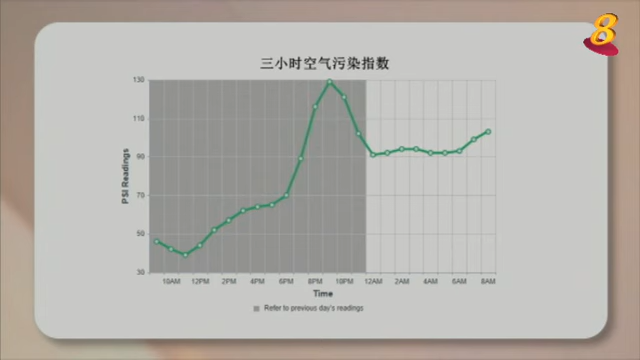 8
三小时空气污染指数
130
110
90
70
50
30
PSI Readings
10AM 12PM 2PM 4PM 6PM 8PM 10PM 12AM 2AM 4AM 6AM 8AM
Time
Refer to previous day's readings